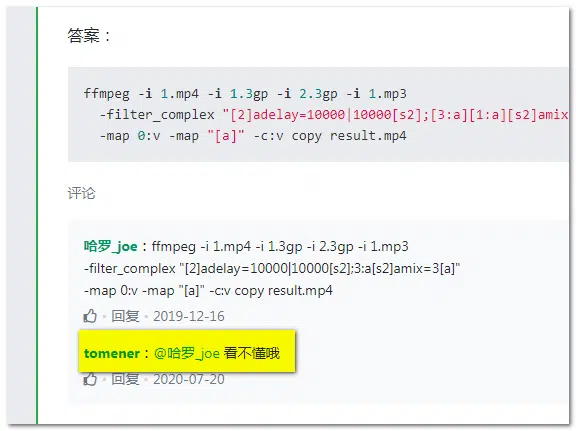 答案：
ffmpeg -i 1.mp4 -i 1.3gp -i 2.3gp -i 1.mp3
-filter_complex "[2]adelay=10000|10000[s2];[3:a][1:a][s2]amix
-map 0:v -map "[a]" -c:v copy result.mp4
评论
哈罗_joe：ffmpeg -i 1.mp4 -i 1.3gp -i 2.3gp -i 1.mp3
-filter_complex "[2]adelay=10000|10000[s2];3:a[s2]amix=3[a]"
-map 0:v -map "[a]" -c:v copy result.mp4
• 回复 • 2019-12-16
tomener：@哈罗_joe 看不懂哦
• 回复 • 2020-07-20